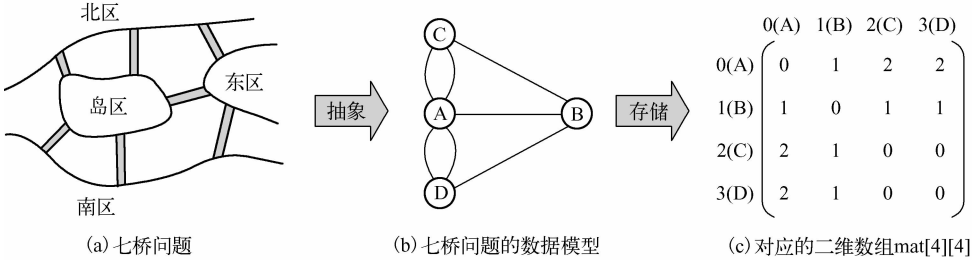 北区
岛区
东区
南区
(a) 七桥问题
抽象
C
A
B
D
(b) 七桥问题的数据模型
存储
0(A) 1(B) 2(C) 3(D)
0(A) 0 1 2 2
1(B) 1 0 1 1
2(C) 2 1 0 0
3(D) 2 1 0 0
(c) 对应的二维数组mat[4][4]